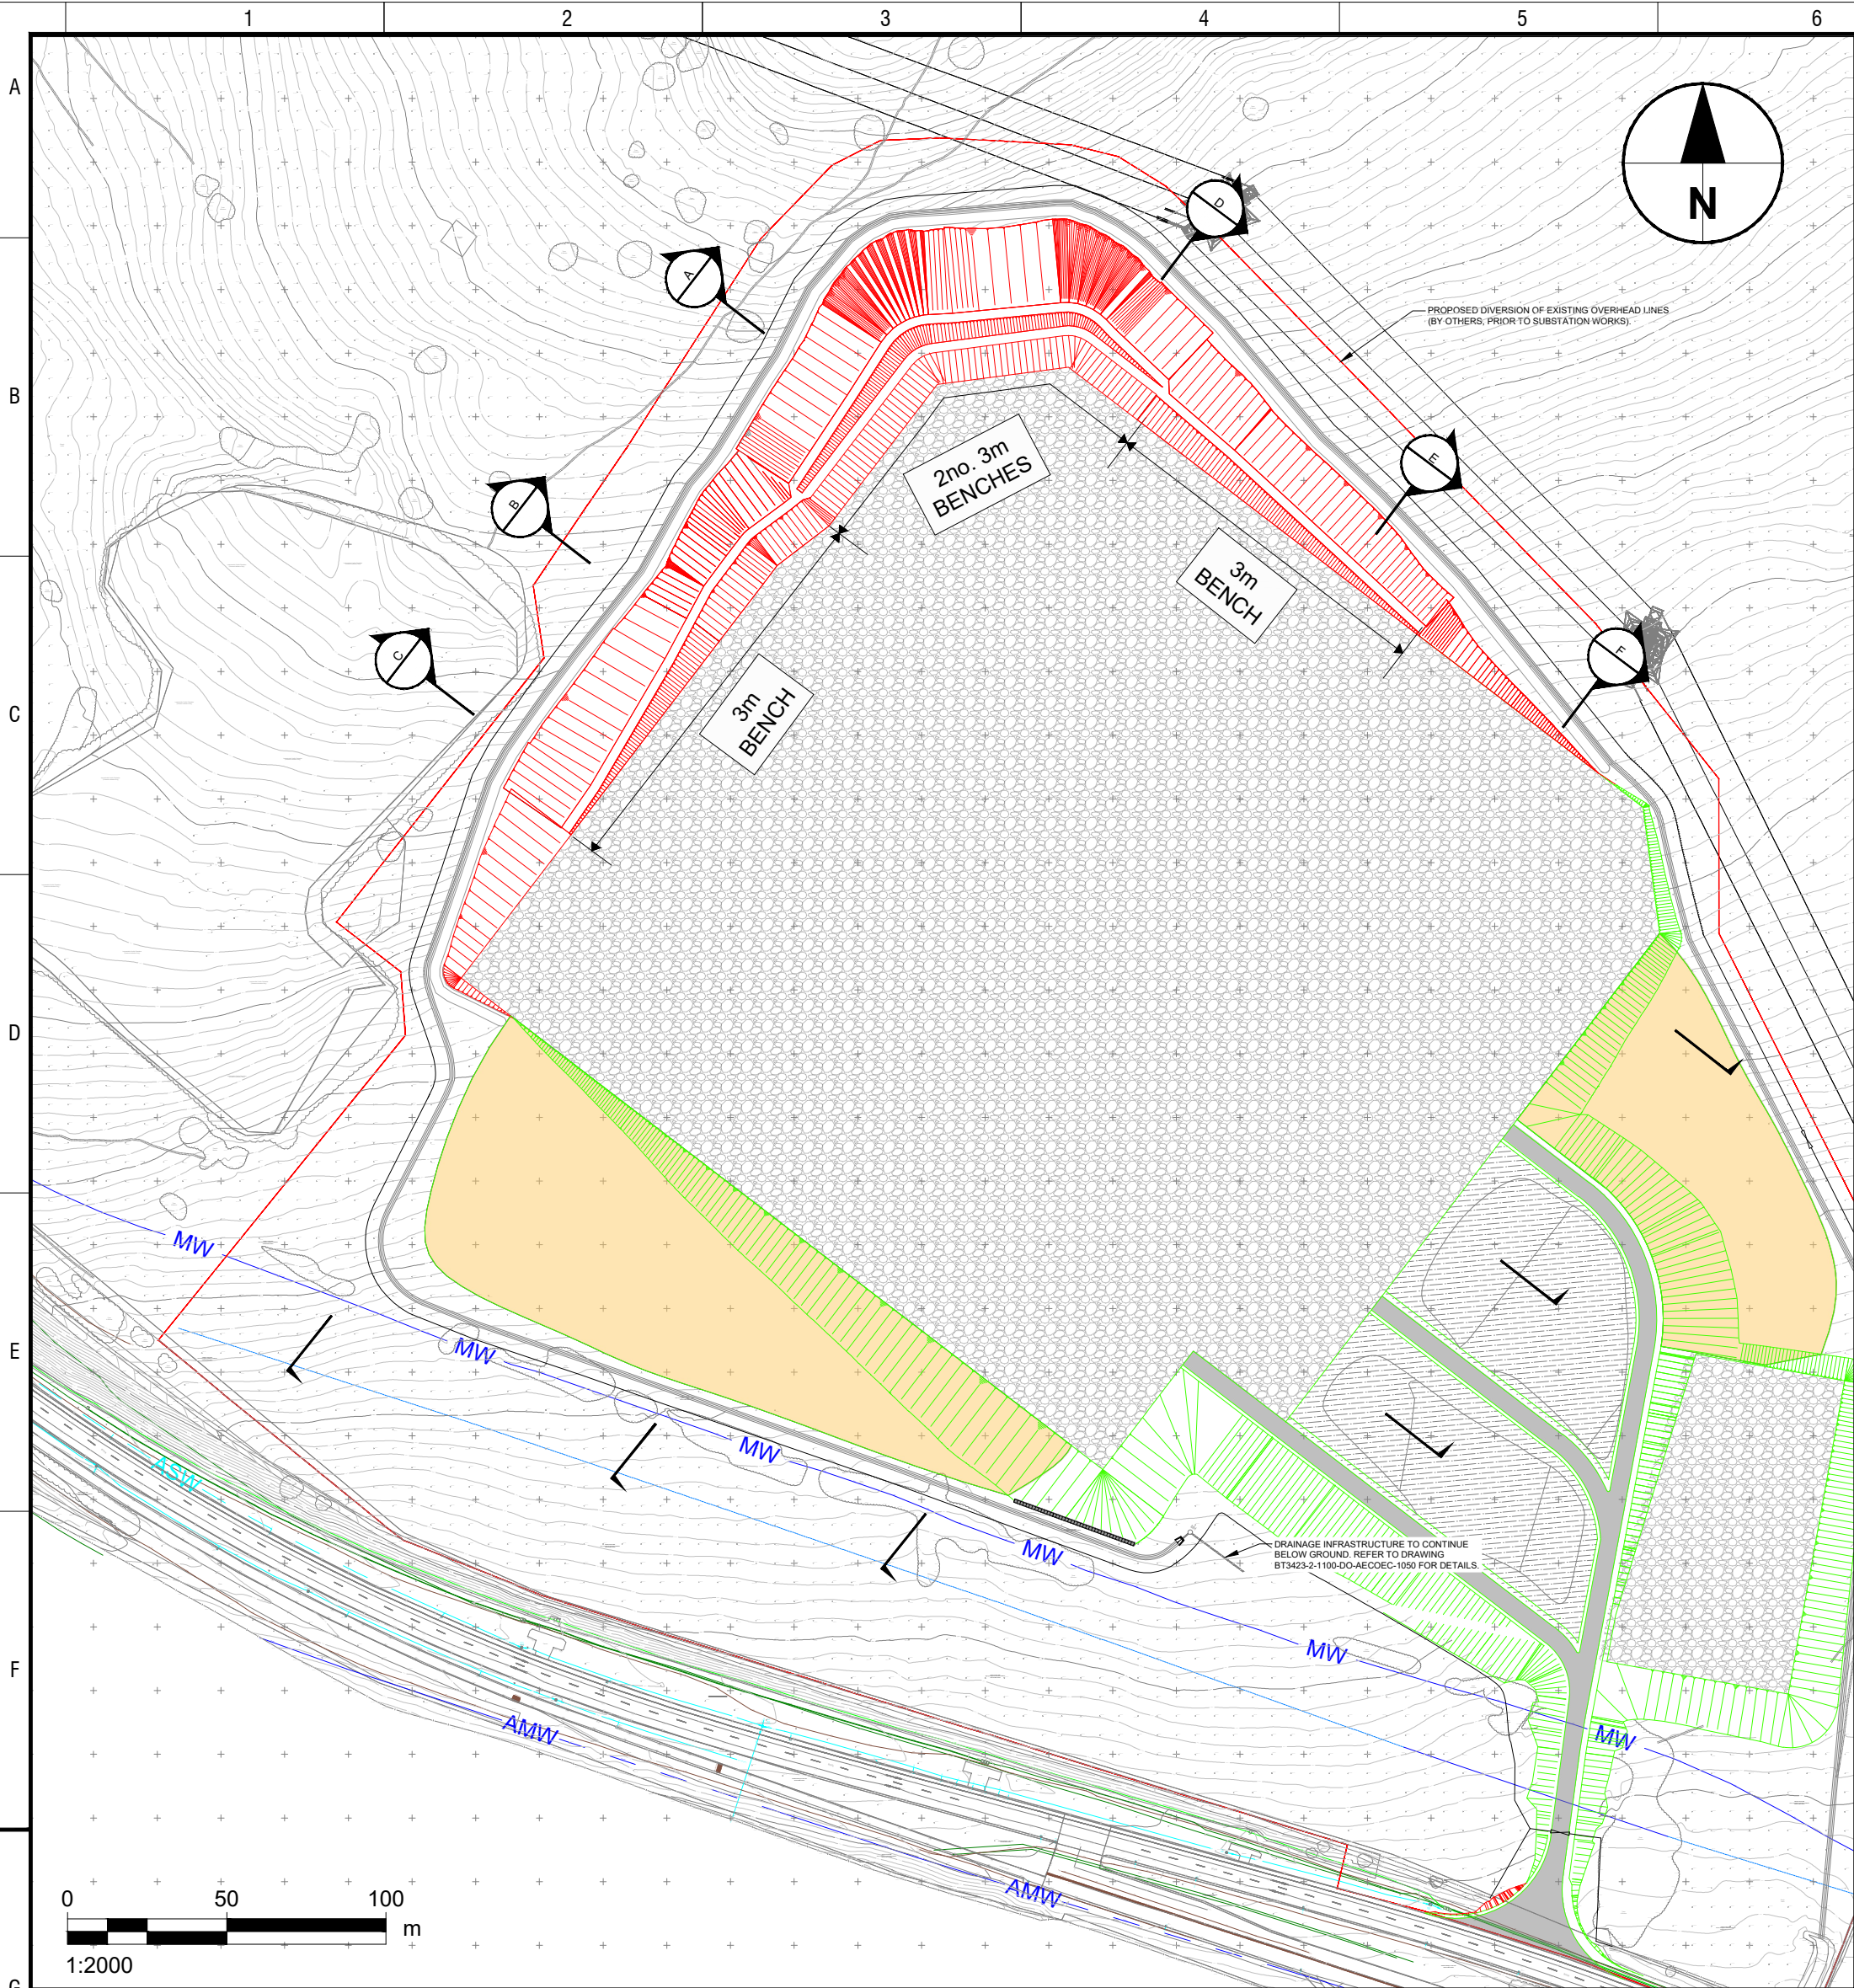 1 2 3 4 5 6
A
B
C
D
E
F
G
N
D
A
PROPOSED DIVERSION OF EXISTING OVERHEAD LINES
(BY OTHERS, PRIOR TO SUBSTATION WORKS).
2no. 3m
BENCHES
E
B
3m
BENCH
F
C
3m
BENCH
MW
MW
MW
ASW
MW
DRAINAGE INFRASTRUCTURE TO CONTINUE
BELOW GROUND. REFER TO DRAWING
BT3423-2-1100-DO-AECOEC-1050 FOR DETAILS.
MW
AMW
MW
AMW
0 50 100
m
1:2000